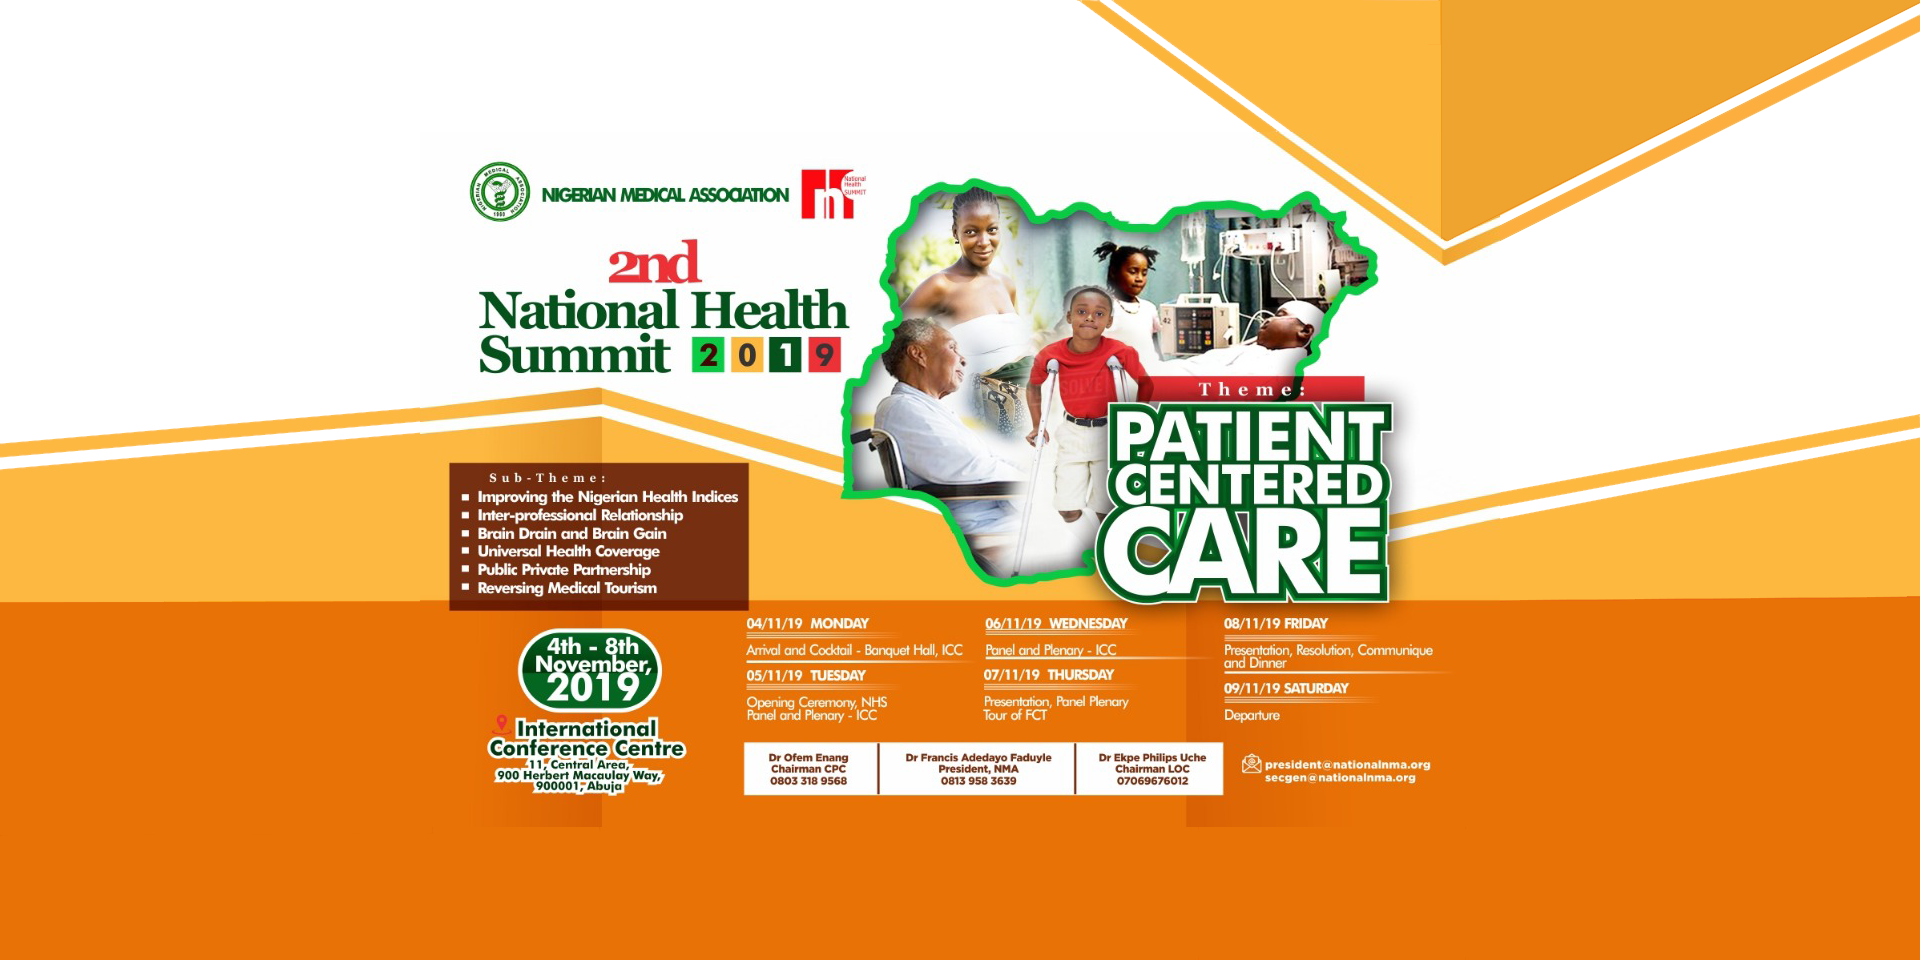 NIGERIAN MEDICAL ASSOCIATION
1960
NIGERIAN MEDICAL ASSOCIATION
National
Health
SUMMIT
2nd
National Health
Summit 2019
Theme:
PATIENT
CENTERED
CARE
Sub-Theme:
Improving the Nigerian Health Indices
Inter-professional Relationship
Brain Drain and Brain Gain
Universal Health Coverage
Public Private Partnership
Reversing Medical Tourism
4th - 8th
November,
2019
International
Conference Centre
11, Central Area,
900 Herbert Macaulay Way,
900001, Abuja
04/11/19 MONDAY
Arrival and Cocktail - Banquet Hall, ICC
05/11/19 TUESDAY
Opening Ceremony, NHS
Panel and Plenary - ICC
06/11/19 WEDNESDAY
Panel and Plenary - ICC
07/11/19 THURSDAY
Presentation, Panel Plenary
Tour of FCT
08/11/19 FRIDAY
Presentation, Resolution, Communique
and Dinner
09/11/19 SATURDAY
Departure
Dr Ofem Enang
Chairman CPC
0803 318 9568
Dr Francis Adedayo Faduyle
President, NMA
0813 958 3639
Dr Ekpe Philips Uche
Chairman LOC
07069676012
president@nationalnma.org
secgen@nationalnma.org